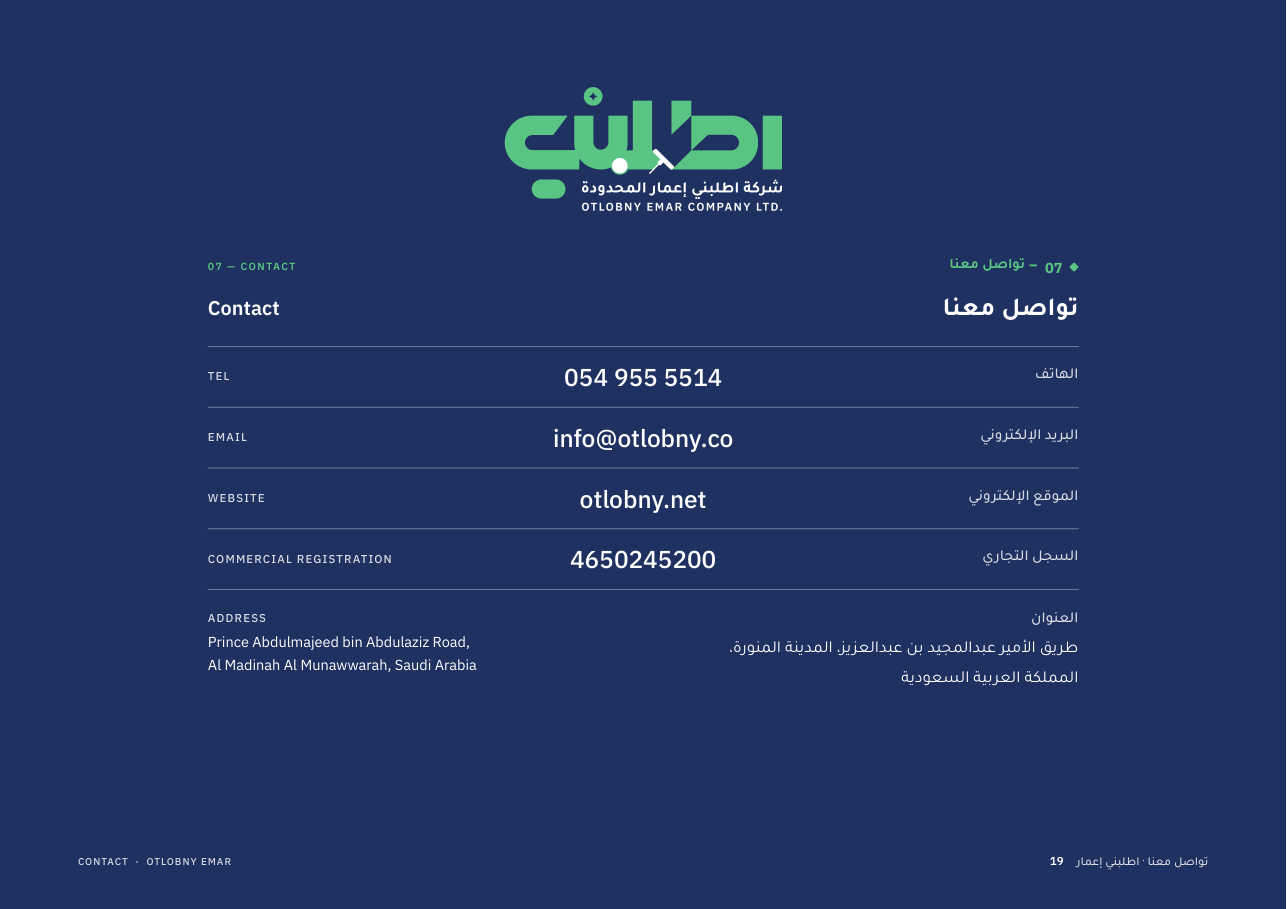 اطلبني
شركة اطلبني إعمار المحدودة
OTLOBNY EMAR COMPANY LTD.
07 — CONTACT
07 – تواصل معنا
Contact
تواصل معنا
TEL
054 955 5514
الهاتف
EMAIL
info@otlobny.co
البريد الإلكتروني
WEBSITE
otlobny.net
الموقع الإلكتروني
COMMERCIAL REGISTRATION
4650245200
السجل التجاري
ADDRESS
Prince Abdulmajeed bin Abdulaziz Road,
Al Madinah Al Munawwarah, Saudi Arabia
العنوان
طريق الأمير عبدالمجيد بن عبدالعزيز، المدينة المنورة،
المملكة العربية السعودية
CONTACT · OTLOBNY EMAR
تواصل معنا · اطلبني إعمار 19